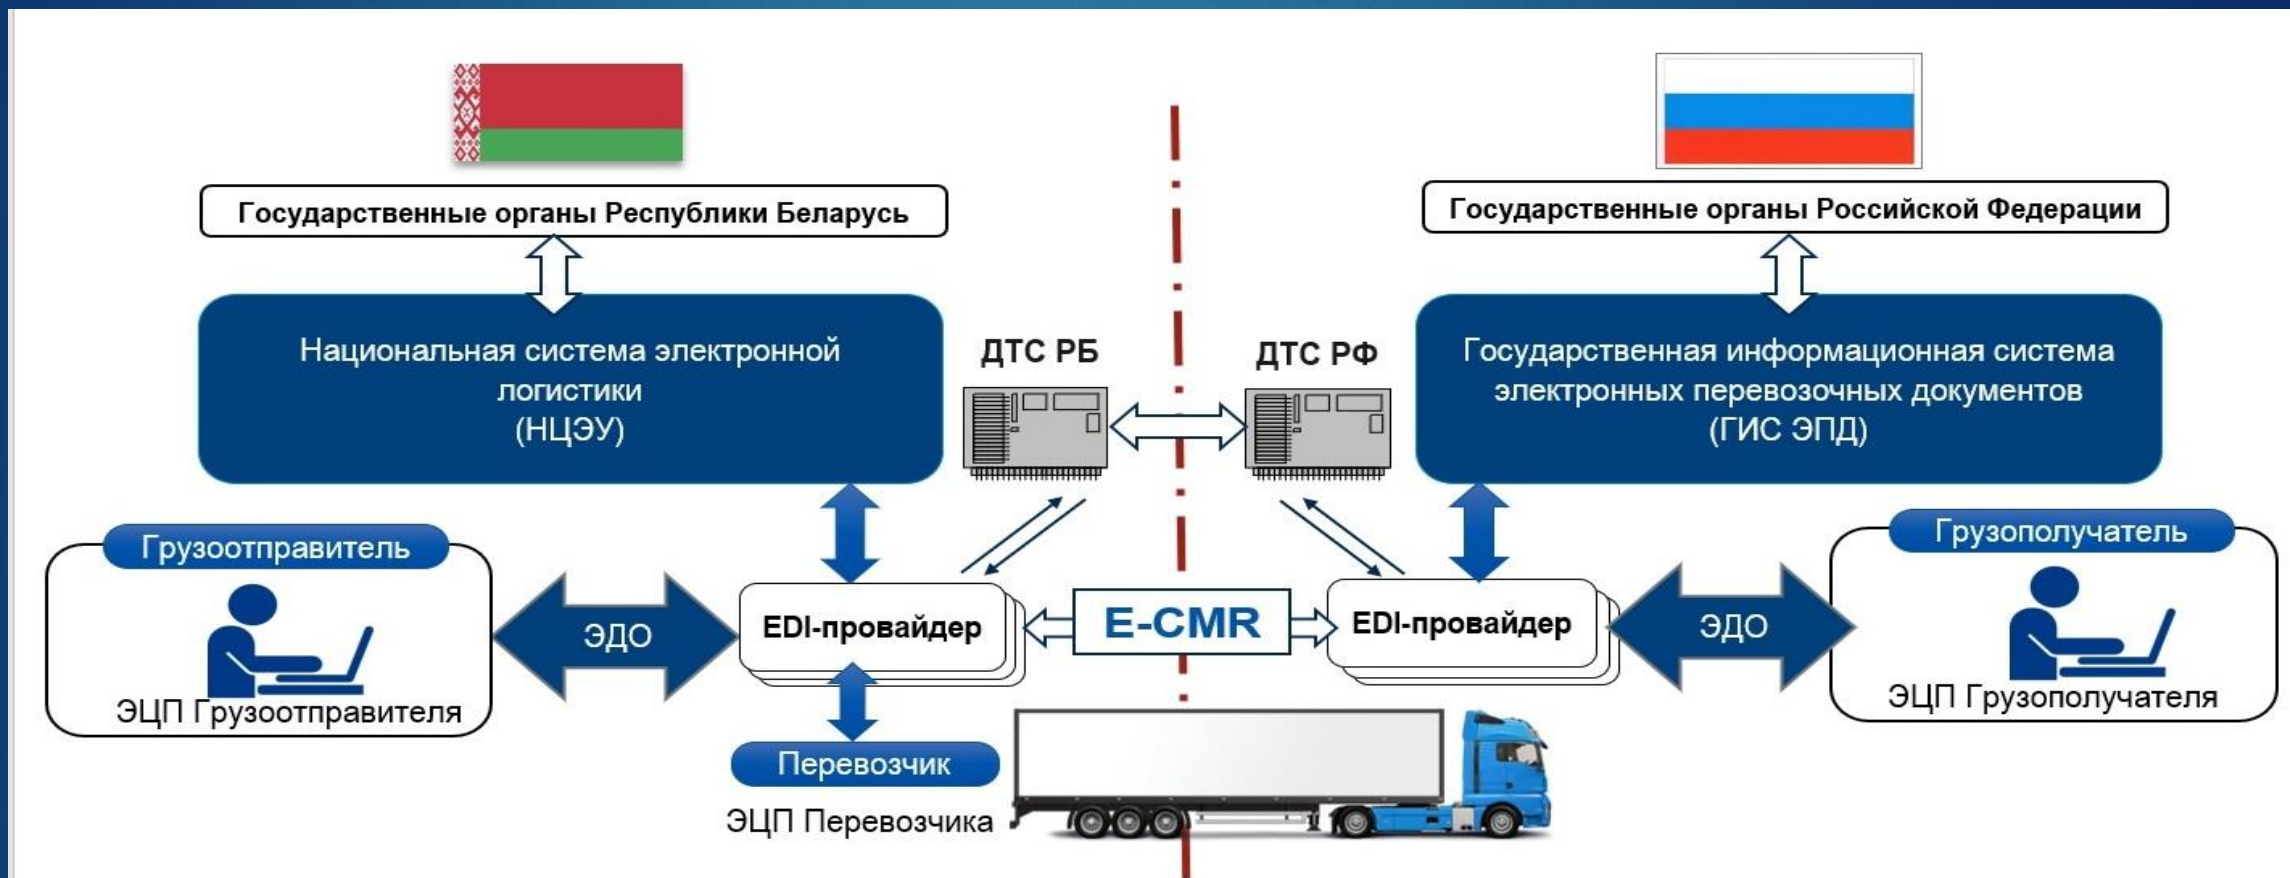 Государственные органы Республики Беларусь
Государственные органы Российской Федерации
Национальная система электронной
логистики
(НЦЭУ)
ДТС РБ
ДТС РФ
Государственная информационная система
электронных перевозочных документов
(ГИС ЭПД)
Грузоотправитель
ЭЦП Грузоотправителя
ЭДО
EDI-провайдер
E-CMR
EDI-провайдер
ЭДО
Грузополучатель
ЭЦП Грузополучателя
Перевозчик
ЭЦП Перевозчика